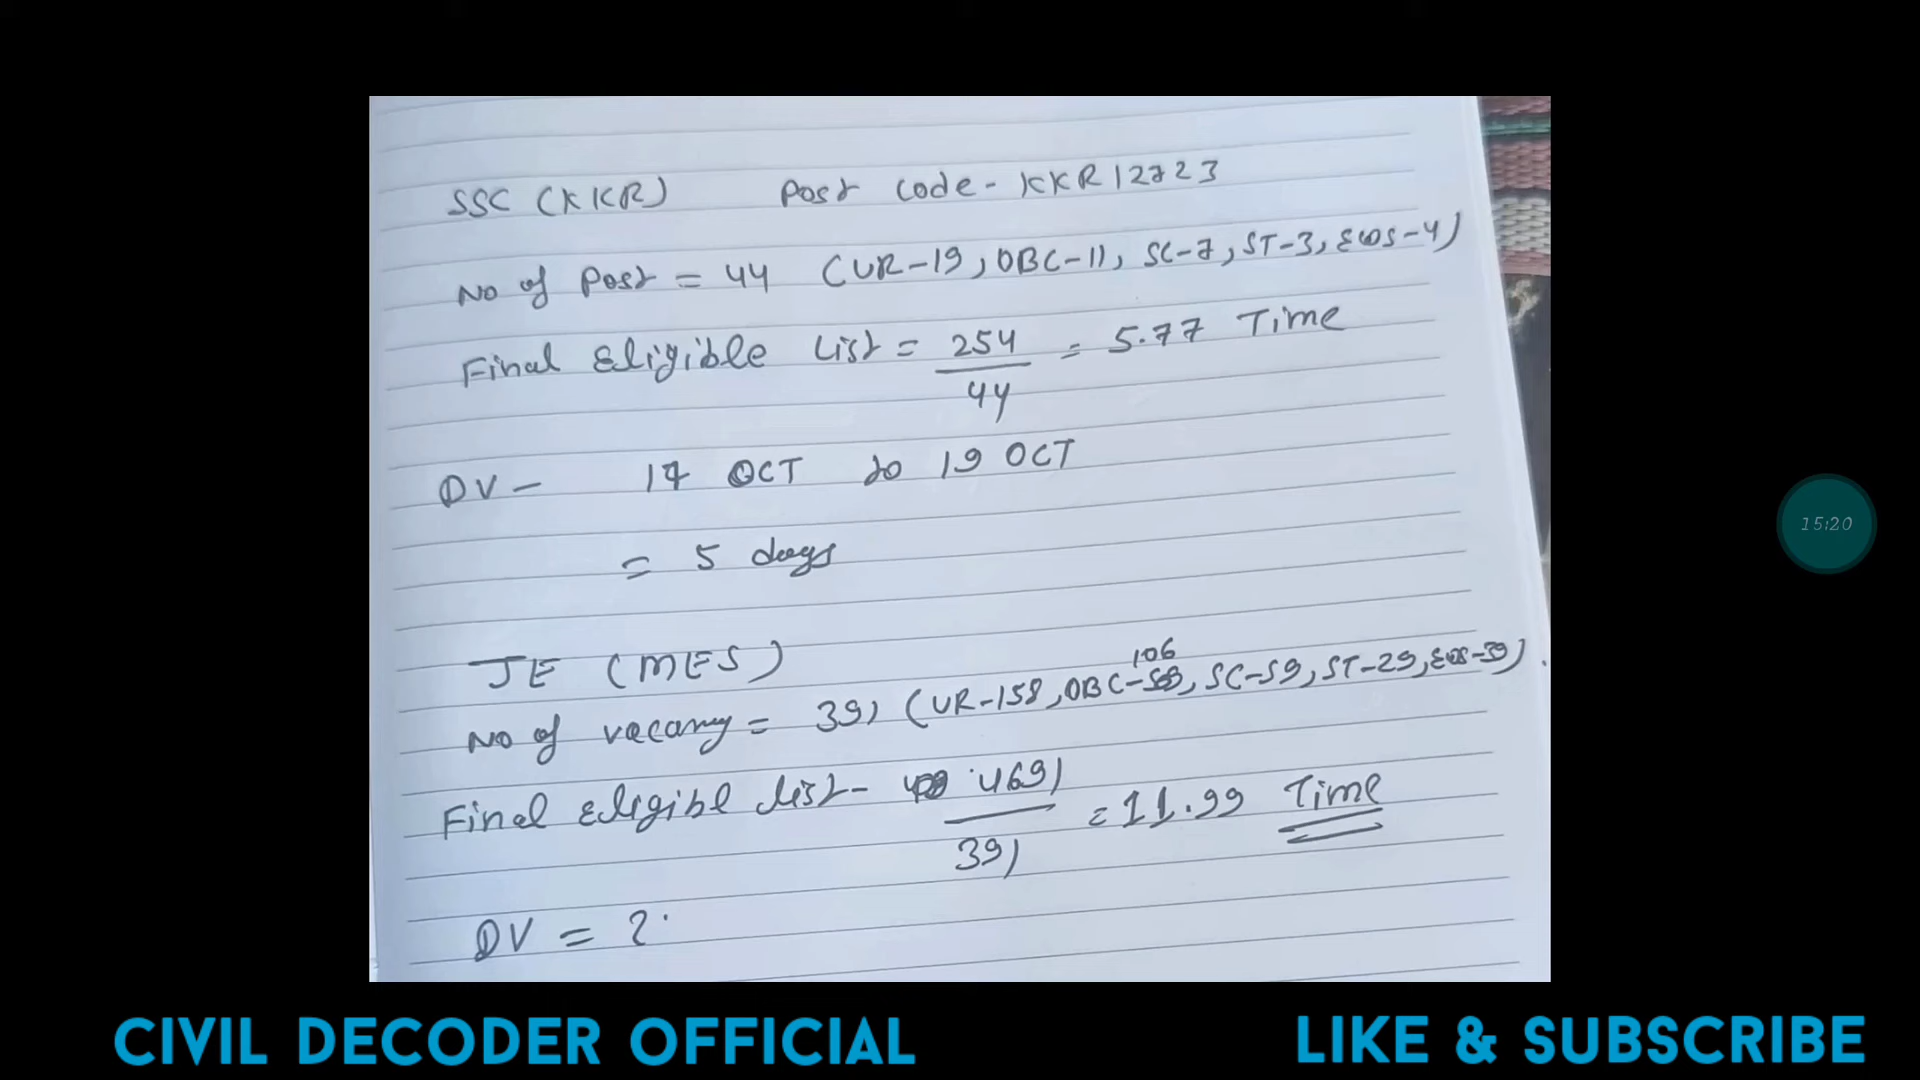 SSC (KKR) Post Code - KKR12723
No of Post = 44 (UR-19, OBC-11, SC-7, ST-3, EWS-4)
Final Eligible List = 254 = 5.77 Time
44
DV - 17 OCT to 19 OCT
= 5 days
JE (MES)
106
No of vacany = 391 (UR-158, OBC-, SC-59, ST-29, EWS-39).
Final Eligibl list - 4691 = 11.99 Time
391
DV = ?
15:20
CIVIL DECODER OFFICIAL LIKE & SUBSCRIBE